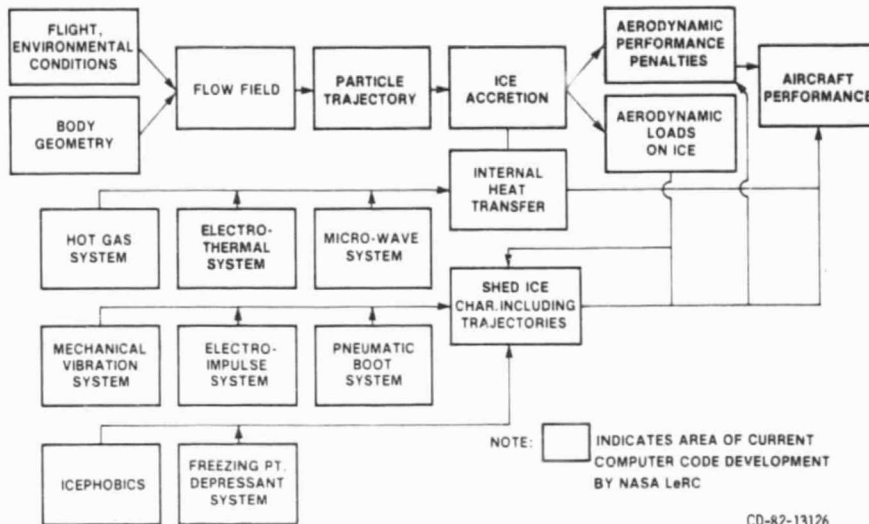 FLIGHT,
ENVIRONMENTAL
CONDITIONS
BODY
GEOMETRY
FLOW FIELD
PARTICLE
TRAJECTORY
ICE
ACCRETION
AERODYNAMIC
PERFORMANCE
PENALTIES
AERODYNAMIC
LOADS
ON ICE
AIRCRAFT
PERFORMANCE
INTERNAL
HEAT
TRANSFER
HOT GAS
SYSTEM
ELECTRO-
THERMAL
SYSTEM
MICRO-WAVE
SYSTEM
SHED ICE
CHAR. INCLUDING
TRAJECTORIES
MECHANICAL
VIBRATION
SYSTEM
ELECTRO-
IMPULSE
SYSTEM
PNEUMATIC
BOOT
SYSTEM
ICEPHOBICS
FREEZING PT.
DEPRESSANT
SYSTEM
NOTE:
INDICATES AREA OF CURRENT
COMPUTER CODE DEVELOPMENT
BY NASA LeRC
CD-82-13126